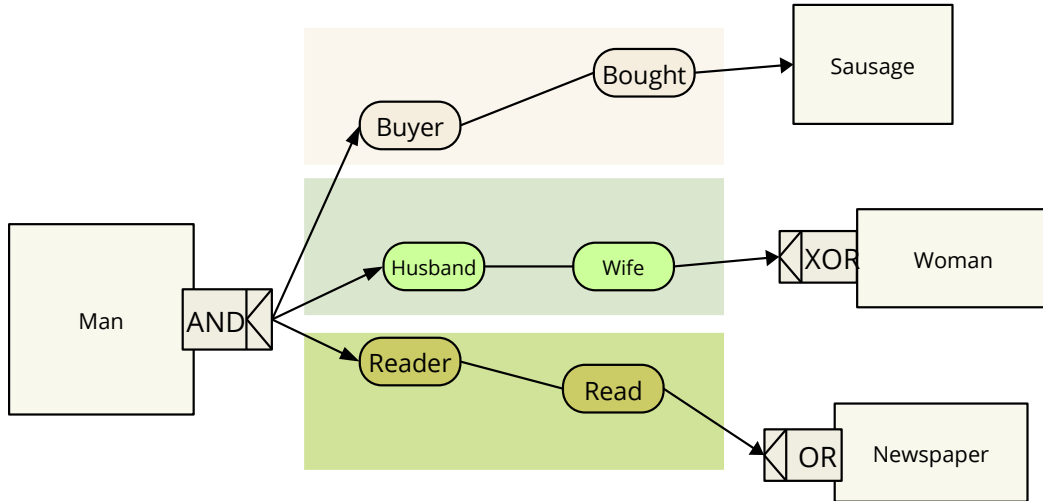 Sausage
Bought
Buyer
Husband
Wife
XOR
Woman
Man
AND
Reader
Read
OR
Newspaper